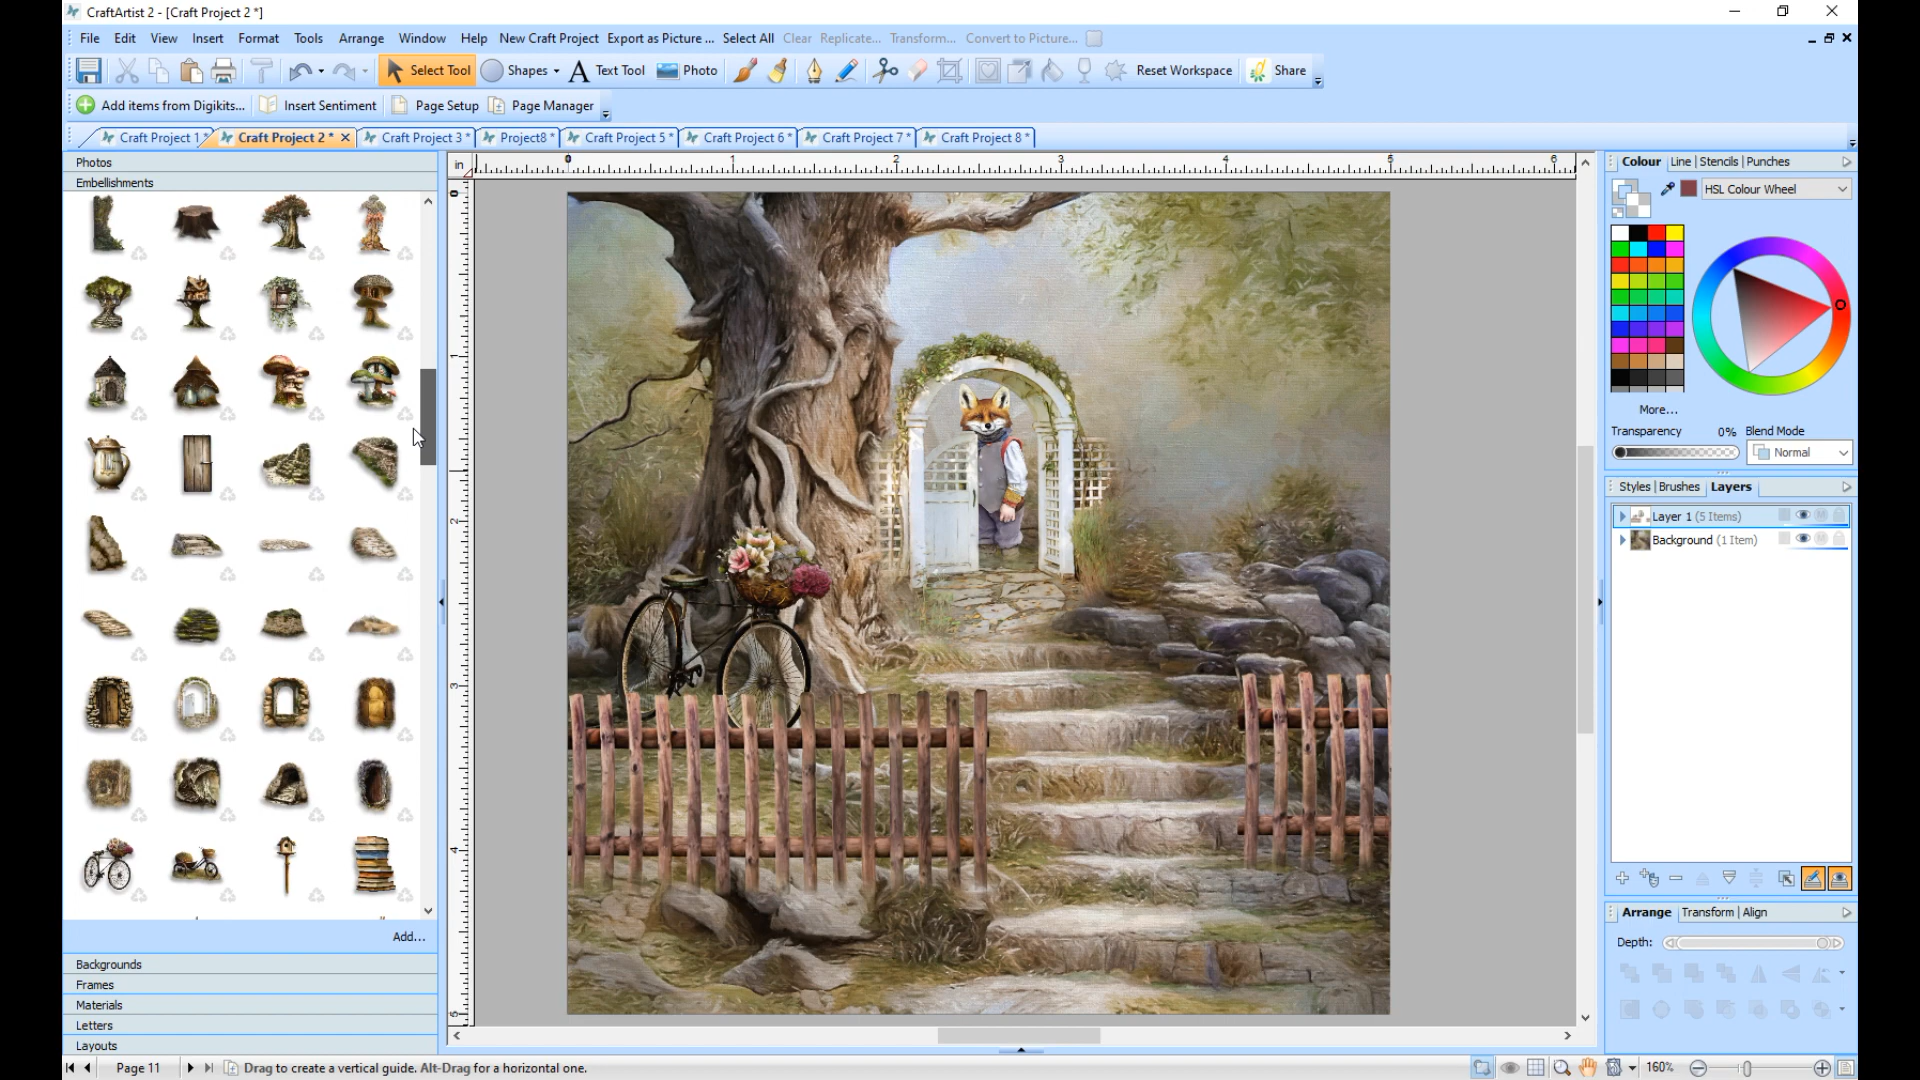 CraftArtist 2 - [Craft Project 2 *]
File Edit View Insert Format Tools Arrange Window Help New Craft Project Export as Picture ... Select All Clear Replicate... Transform... Convert to Picture...
Select Tool Shapes Text Tool Photo Reset Workspace Share
Add items from Digikits... Insert Sentiment Page Setup Page Manager
Craft Project 1 * Craft Project 2 * Craft Project 3 * Project8 * Craft Project 5 * Craft Project 6 * Craft Project 7 * Craft Project 8 *
Photos
Embellishments
in 0 1 2 3 4 5 6
0
1
2
3
4
5
Colour Line | Stencils | Punches
HSL Colour Wheel
More...
Transparency 0% Blend Mode
Normal
Styles | Brushes Layers
Layer 1 (5 Items)
Background (1 Item)
Arrange Transform | Align
Depth:
Add...
Backgrounds
Frames
Materials
Letters
Layouts
Page 11 Drag to create a vertical guide. Alt-Drag for a horizontal one. 160%